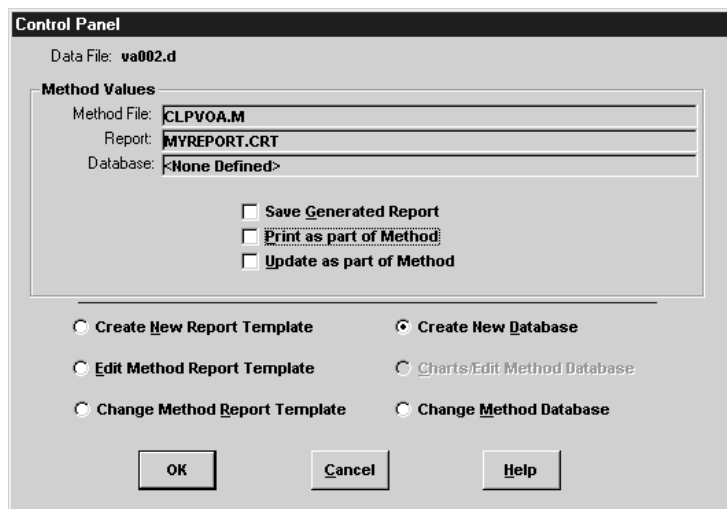 Control Panel
Data File: va002.d
Method Values
Method File: CLPVOA.M
Report: MYREPORT.CRT
Database: <None Defined>
Save Generated Report
Print as part of Method
Update as part of Method
Create New Report Template
Create New Database
Edit Method Report Template
Charts/Edit Method Database
Change Method Report Template
Change Method Database
OK
Cancel
Help